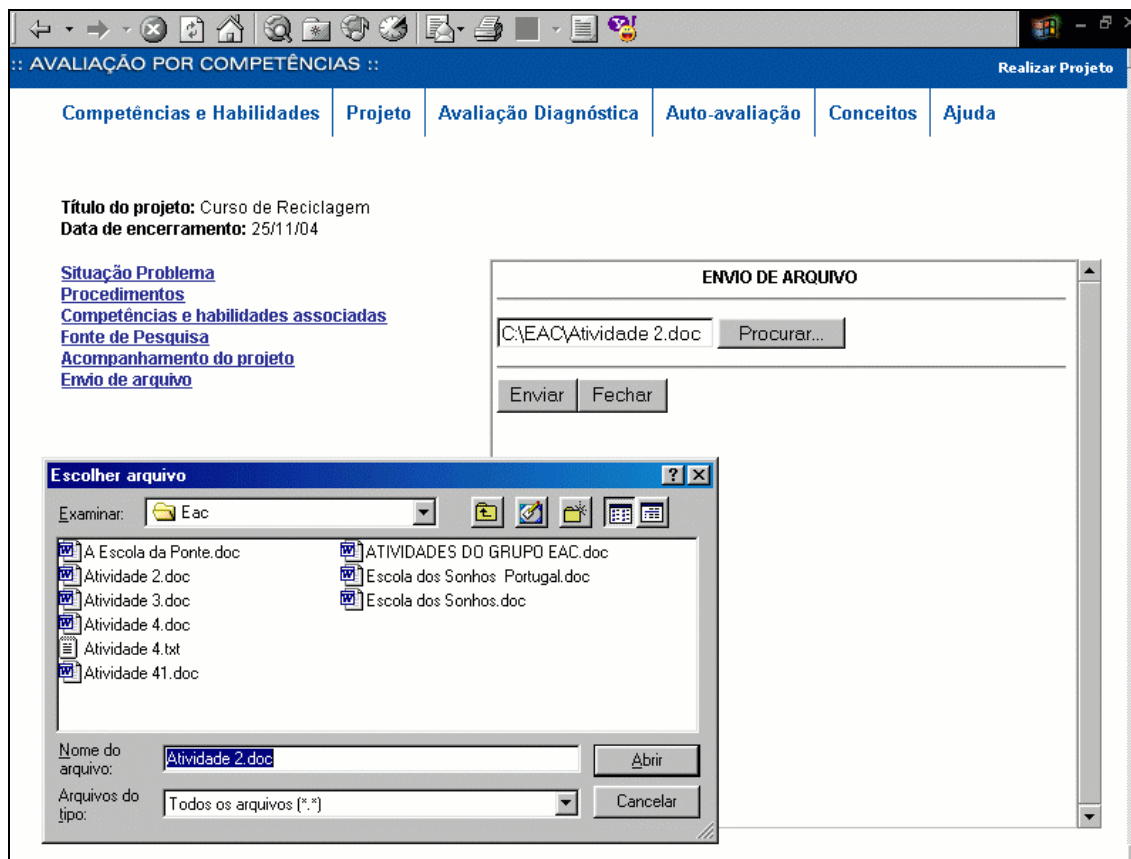 :: AVALIAÇÃO POR COMPETÊNCIAS ::
Realizar Projeto
Competências e Habilidades Projeto Avaliação Diagnóstica Auto-avaliação Conceitos Ajuda
Título do projeto: Curso de Reciclagem
Data de encerramento: 25/11/04
Situação Problema
Procedimentos
Competências e habilidades associadas
Fonte de Pesquisa
Acompanhamento do projeto
Envio de arquivo
ENVIO DE ARQUIVO
C:\EAC\Atividade 2.doc Procurar...
Enviar Fechar
Escolher arquivo
Examinar: Eac
A Escola da Ponte.doc
Atividade 2.doc
Atividade 3.doc
Atividade 4.doc
Atividade 4.txt
Atividade 41.doc
ATIVIDADES DO GRUPO EAC.doc
Escola dos Sonhos Portugal.doc
Escola dos Sonhos.doc
Nome do
arquivo:
Atividade 2.doc
Abrir
Arquivos do
tipo:
Todos os arquivos (*.*)
Cancelar